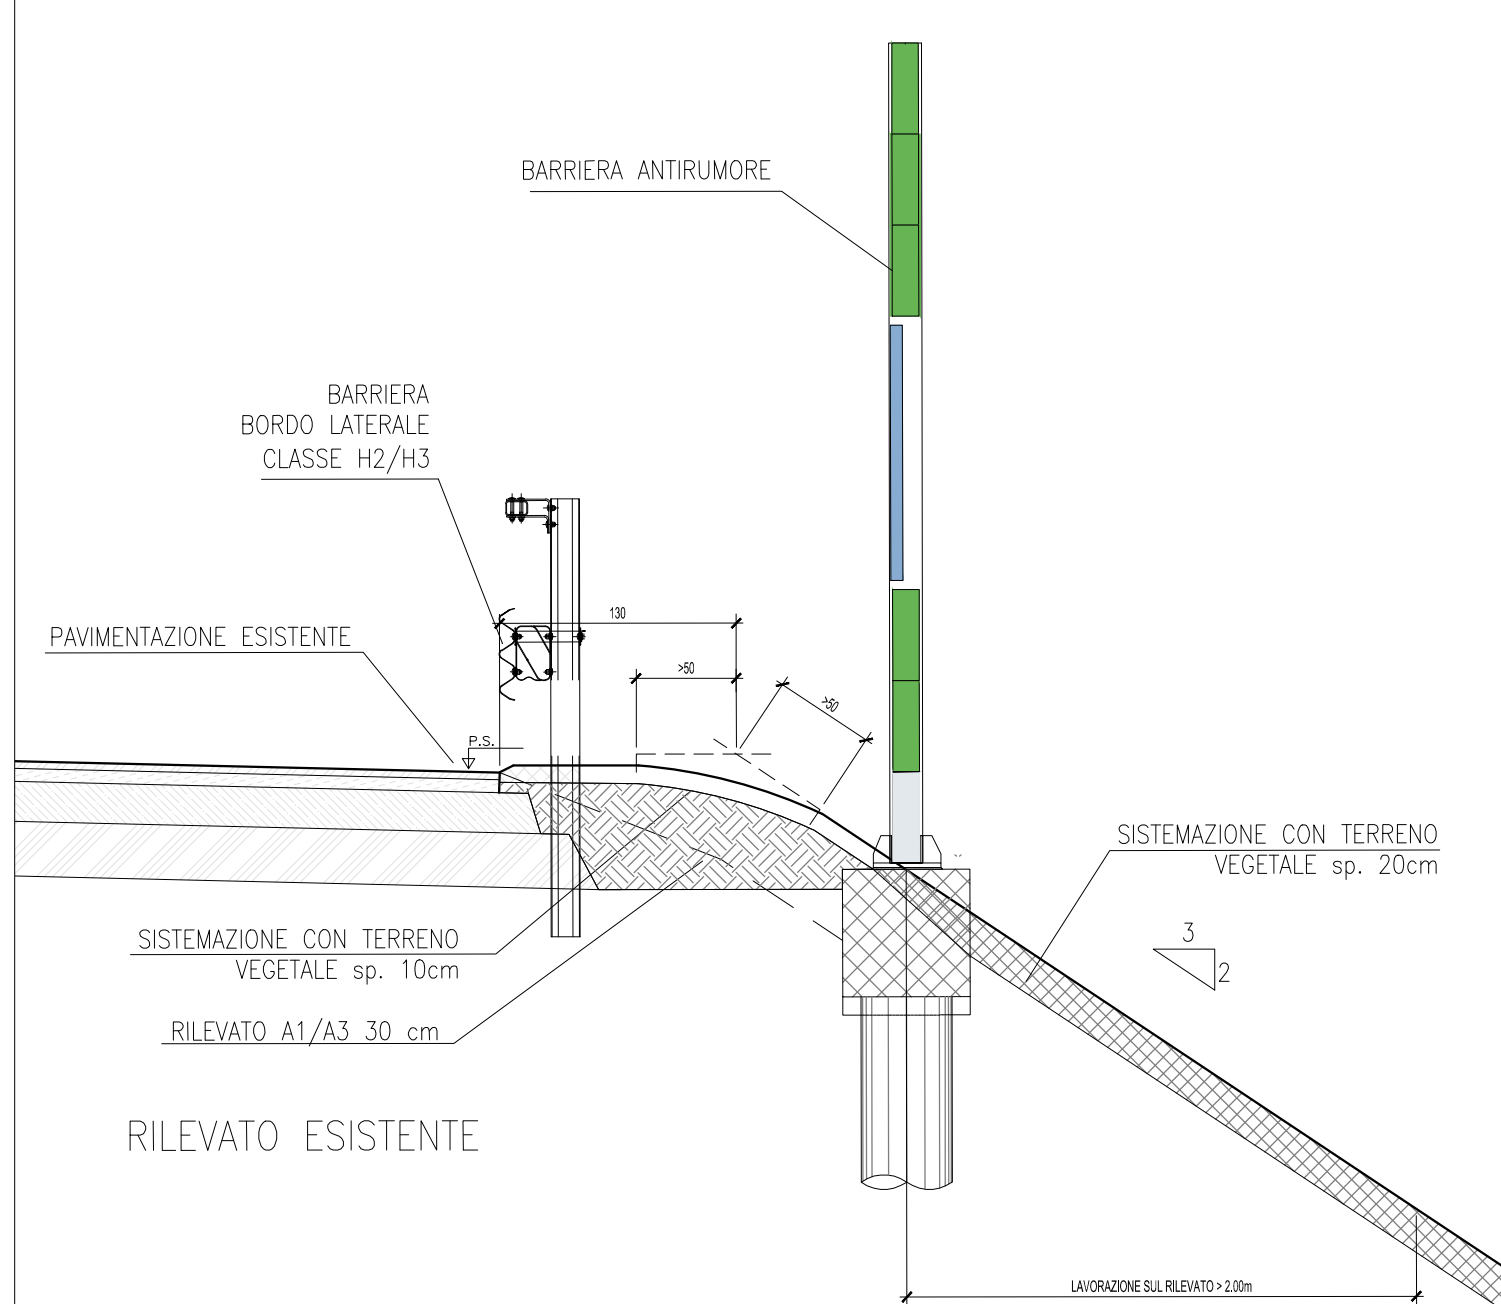 BARRIERA ANTIRUMORE
BARRIERA
BORDO LATERALE
CLASSE H2/H3
130
PAVIMENTAZIONE ESISTENTE
>50
>50
P.S.
SISTEMAZIONE CON TERRENO
VEGETALE sp. 20cm
SISTEMAZIONE CON TERRENO
VEGETALE sp. 10cm
3
2
RILEVATO A1/A3 30 cm
RILEVATO ESISTENTE
LAVORAZIONE SUL RILEVATO > 2.00m